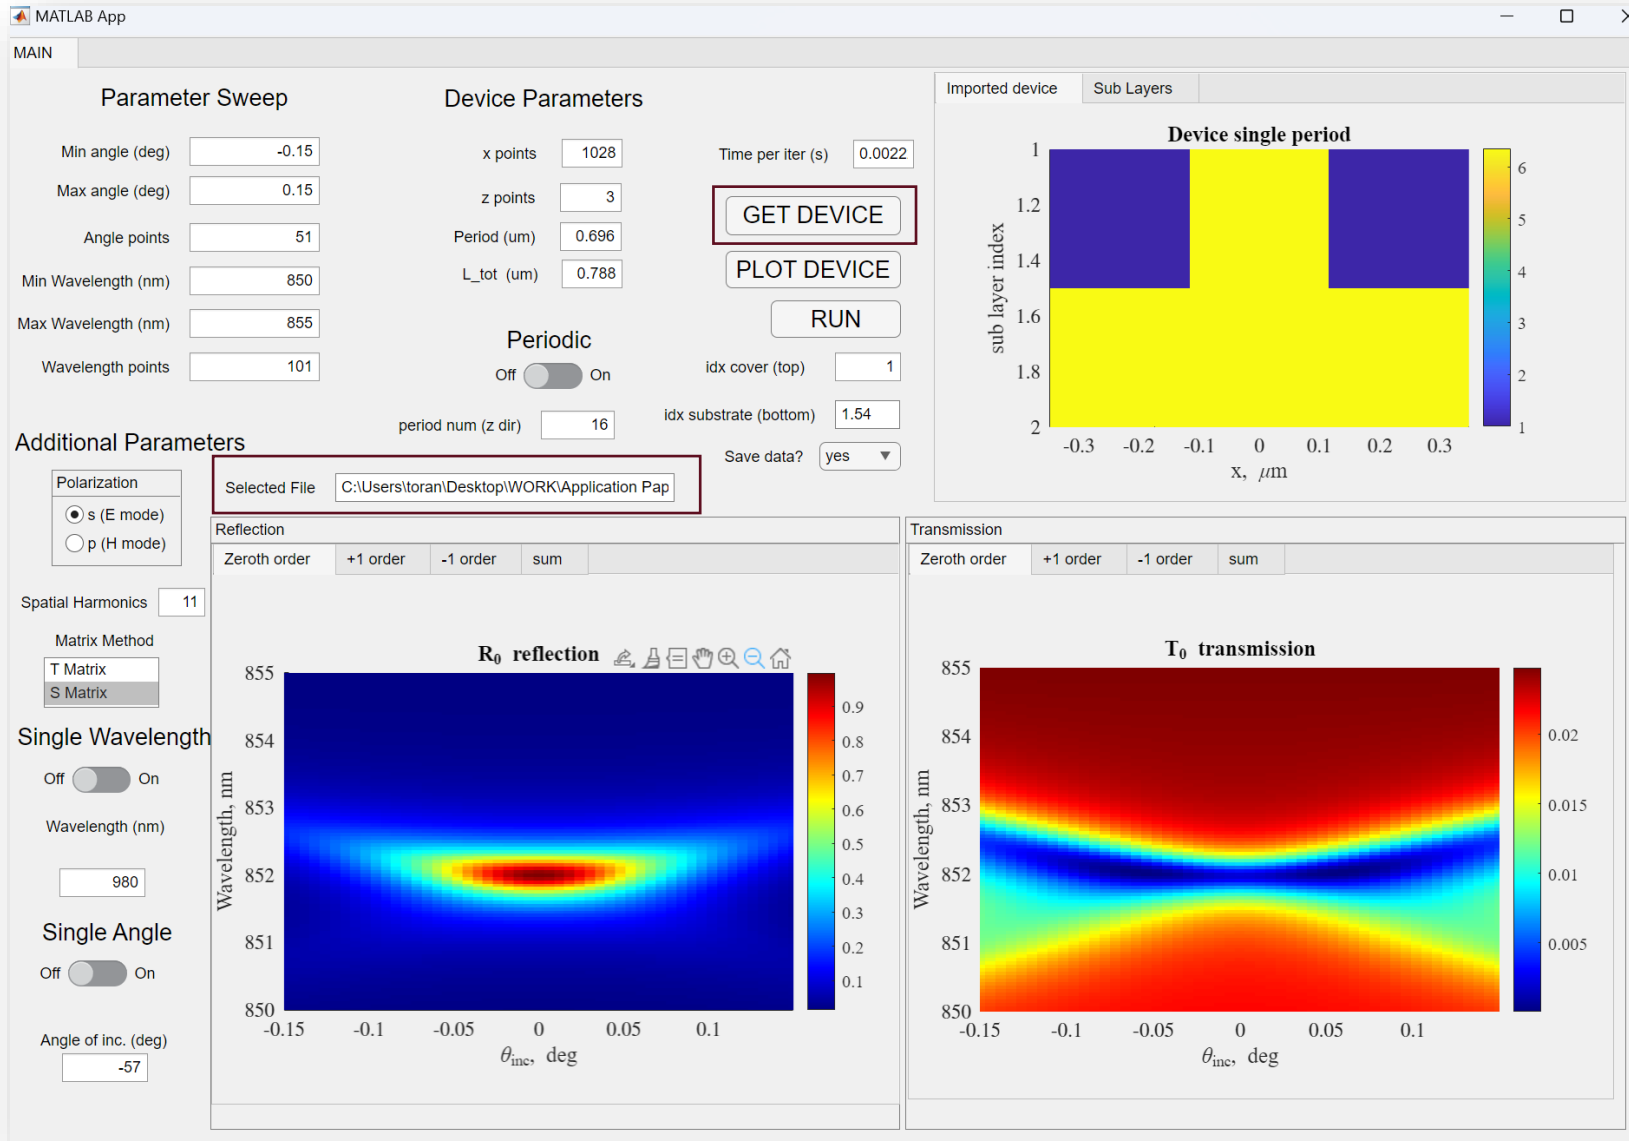 MATLAB App
MAIN
Parameter Sweep
Min angle (deg) -0.15
Max angle (deg) 0.15
Angle points 51
Min Wavelength (nm) 850
Max Wavelength (nm) 855
Wavelength points 101
Device Parameters
x points 1028
z points 3
Period (um) 0.696
L_tot (um) 0.788
Periodic
Off On
period num (z dir) 16
Time per iter (s) 0.0022
GET DEVICE
PLOT DEVICE
RUN
idx cover (top) 1
idx substrate (bottom) 1.54
Save data? yes
Selected File C:\Users\toran\Desktop\WORK\Application Pap
Additional Parameters
Polarization
s (E mode)
p (H mode)
Spatial Harmonics 11
Matrix Method
T Matrix
S Matrix
Single Wavelength
Off On
Wavelength (nm)
980
Single Angle
Off On
Angle of inc. (deg)
-57
Imported device Sub Layers
Device single period
sub layer index
1
1.2
1.4
1.6
1.8
2
-0.3 -0.2 -0.1 0 0.1 0.2 0.3
x, μm
6
5
4
3
2
1
Reflection
Zeroth order +1 order -1 order sum
R₀ reflection
Wavelength, nm
855
854
853
852
851
850
-0.15 -0.1 -0.05 0 0.05 0.1
θinc, deg
0.9
0.8
0.7
0.6
0.5
0.4
0.3
0.2
0.1
Transmission
Zeroth order +1 order -1 order sum
T₀ transmission
Wavelength, nm
855
854
853
852
851
850
-0.15 -0.1 -0.05 0 0.05 0.1
θinc, deg
0.02
0.015
0.01
0.005